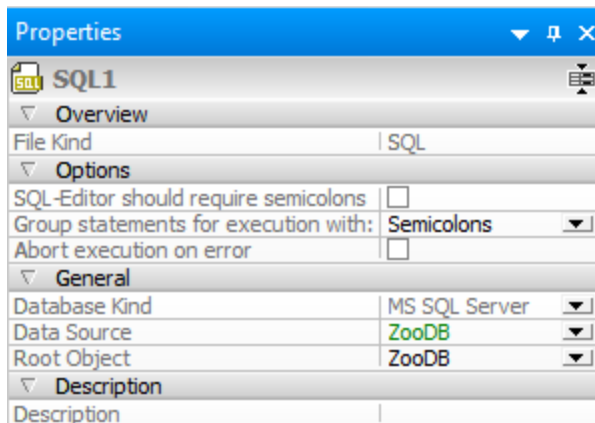 Properties
SQL1
Overview
File Kind SQL
Options
SQL-Editor should require semicolons
Group statements for execution with: Semicolons
Abort execution on error
General
Database Kind MS SQL Server
Data Source ZooDB
Root Object ZooDB
Description
Description